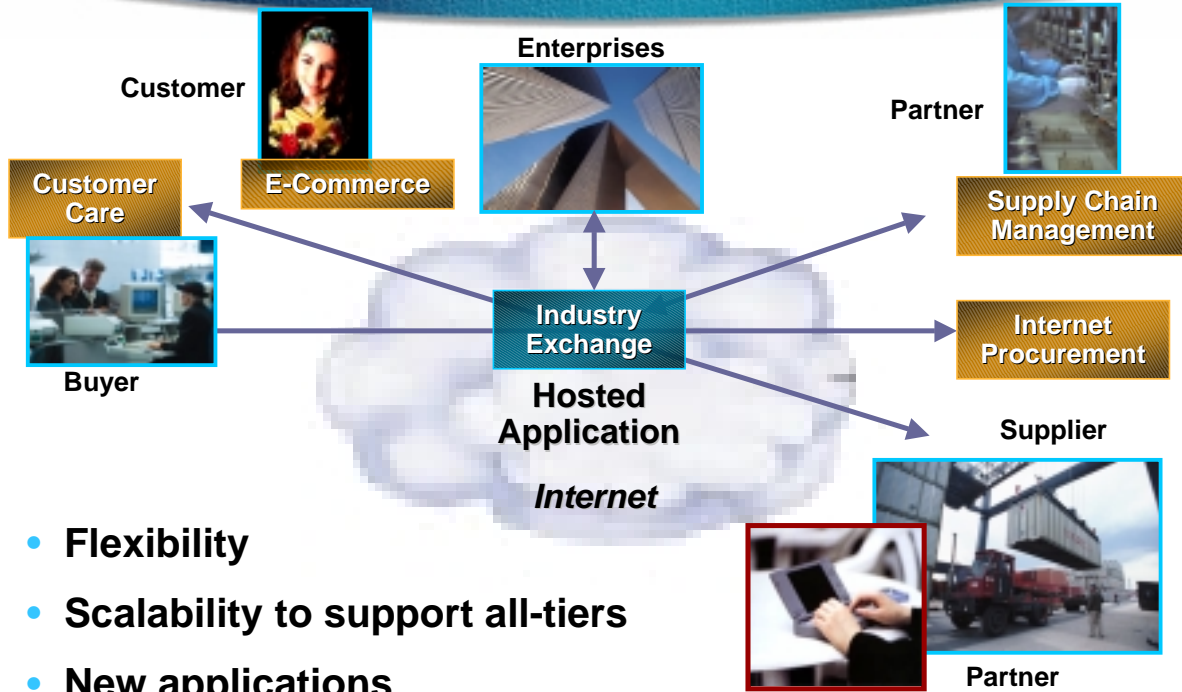 Enterprises
Customer
Partner
Customer
Care
E-Commerce
Supply Chain
Management
Industry
Exchange
Internet
Procurement
Buyer
Hosted
Application
Supplier
Internet
• Flexibility
• Scalability to support all-tiers
• New applications
Partner